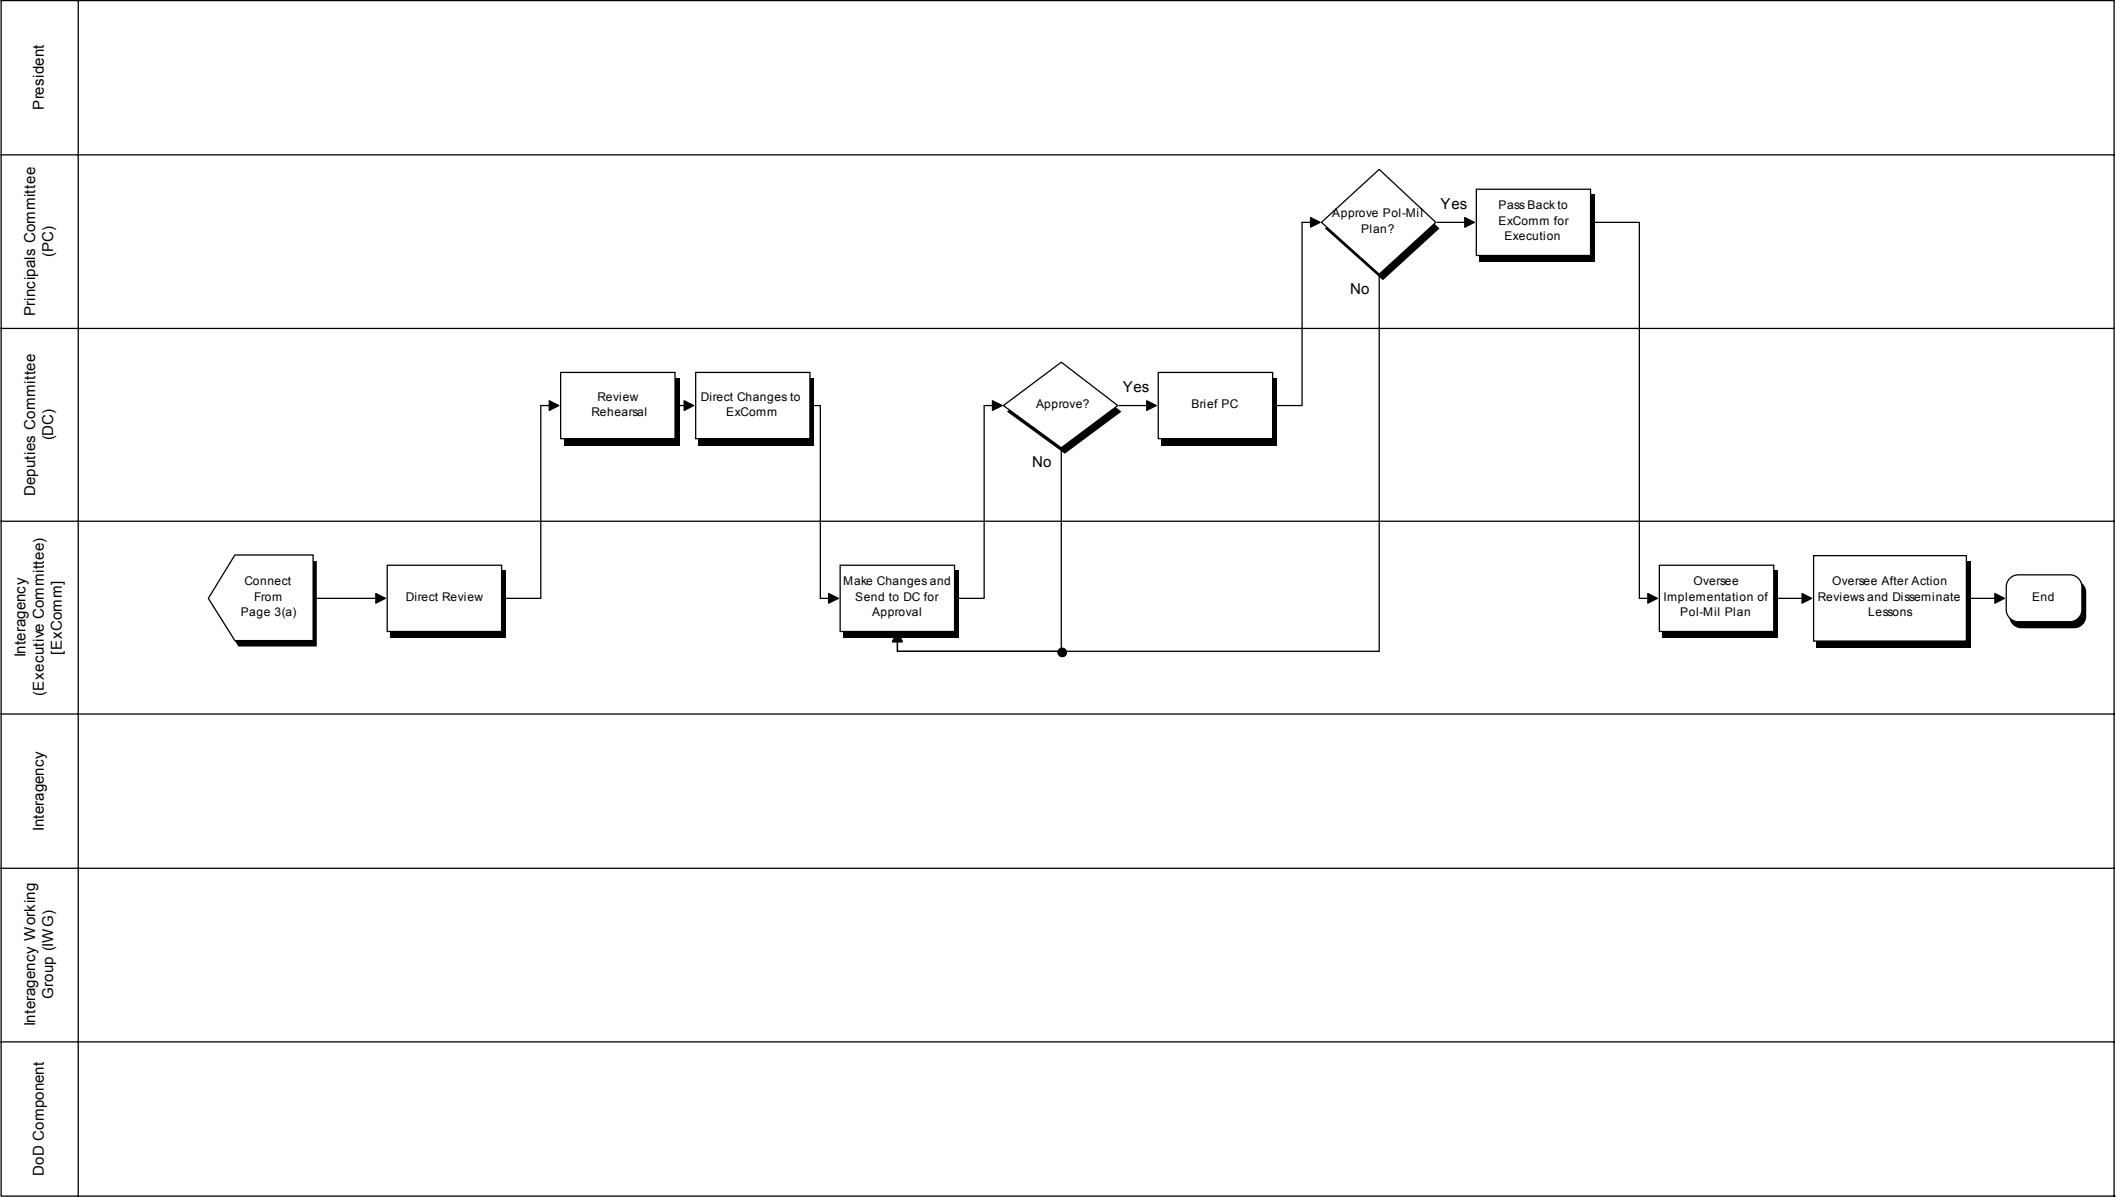 President
Principals Committee
(PC)
Approve Pol-Mil
Plan?
Yes
No
Pass Back to
ExComm for
Execution
Deputies Committee
(DC)
Review
Rehearsal
Direct Changes to
ExComm
Approve?
Yes
No
Brief PC
Interagency
(Executive Committee)
[ExComm]
Connect
From
Page 3(a)
Direct Review
Make Changes and
Send to DC for
Approval
Oversee
Implementation of
Pol-Mil Plan
Oversee After Action
Reviews and Disseminate
Lessons
End
Interagency
Interagency Working
Group (IWG)
DoD Component